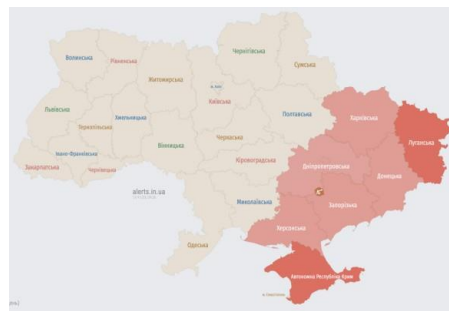 Чернігівська
Волинська
Рівненська
Сумська
Житомирська
Київська
Львівська
Хмельницька
Полтавська
Харківська
Тернопільська
Черкаська
Луганська
Вінницька
Івано-Франківська
Кіровоградська
Дніпропетровська
Закарпатська
Чернівецька
Донецька
alerts.in.ua
Миколаївська
Запорізька
Херсонська
Одеська
Автономна Республіка Крим